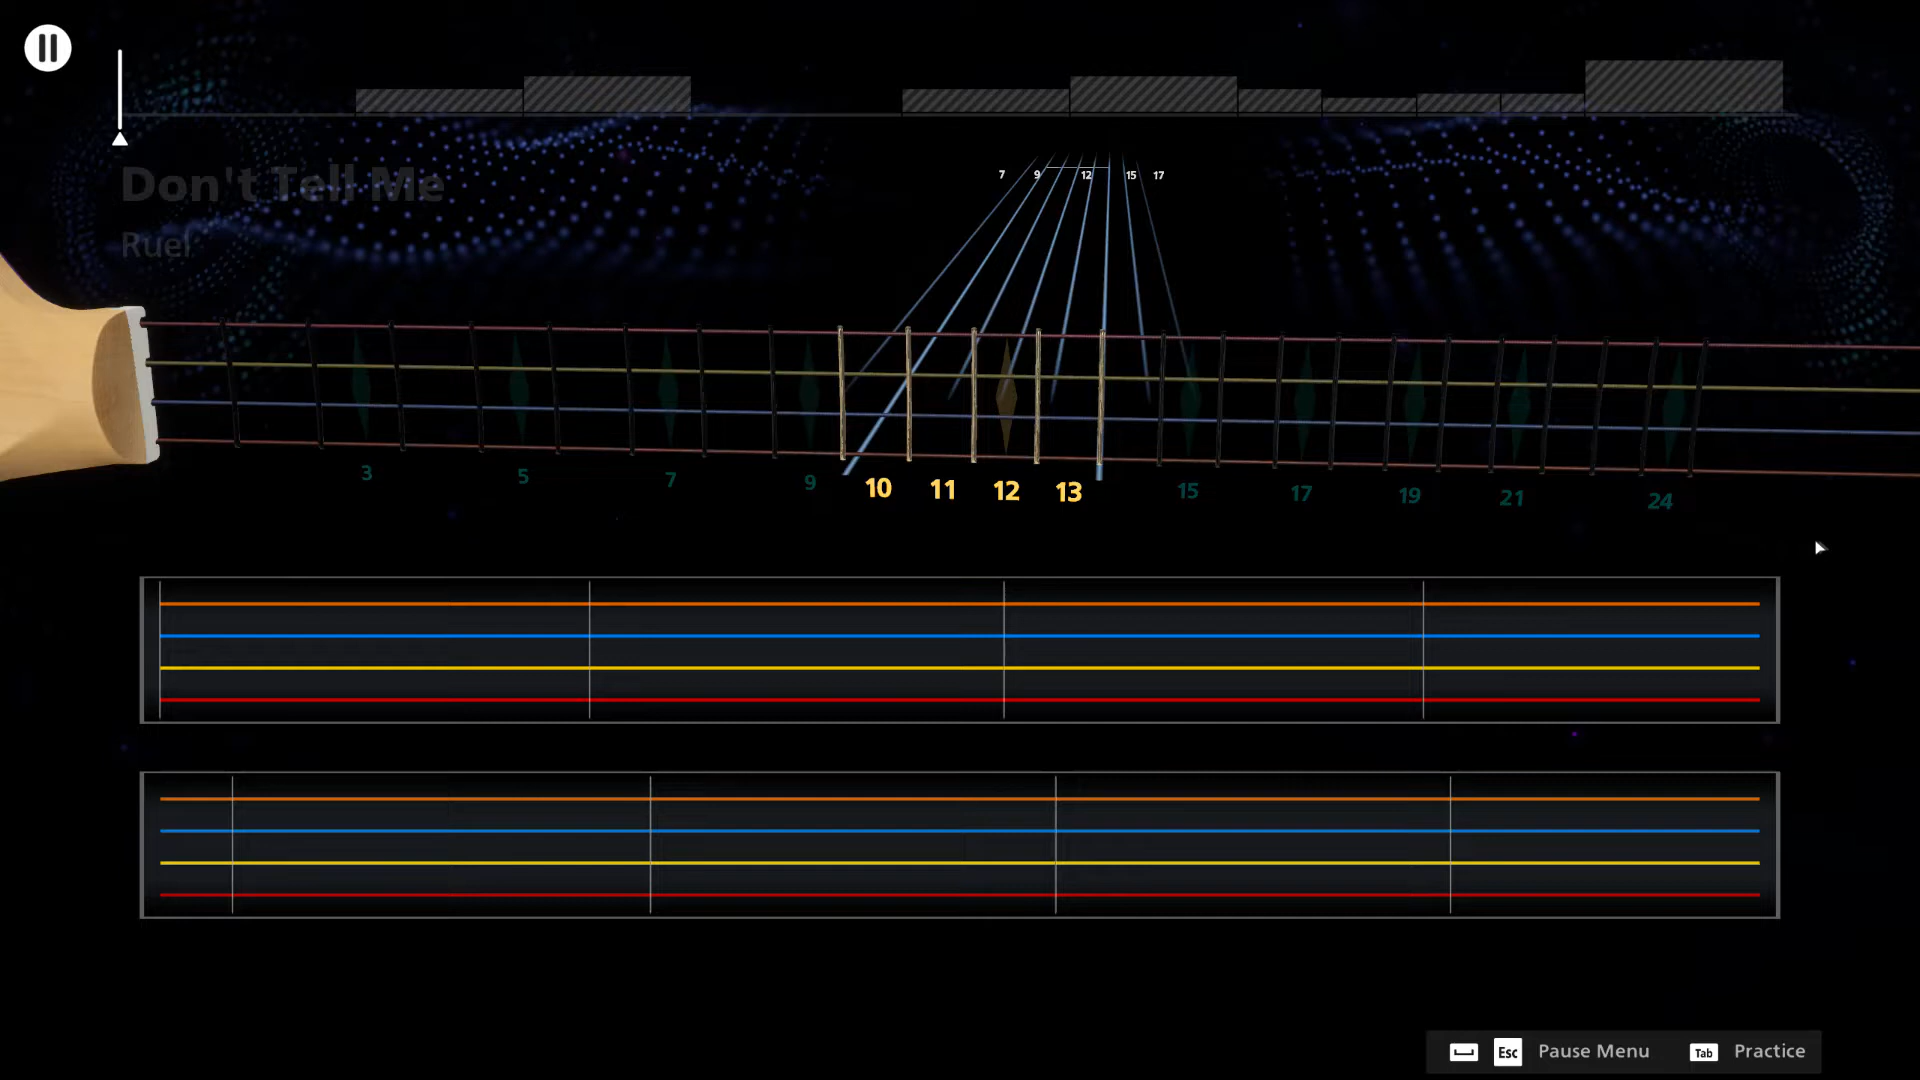 Don't Tell Me
Ruel
7 9 12 15 17
3 5 7 9 10 11 12 13 15 17 19 21 24
Esc Pause Menu Tab Practice